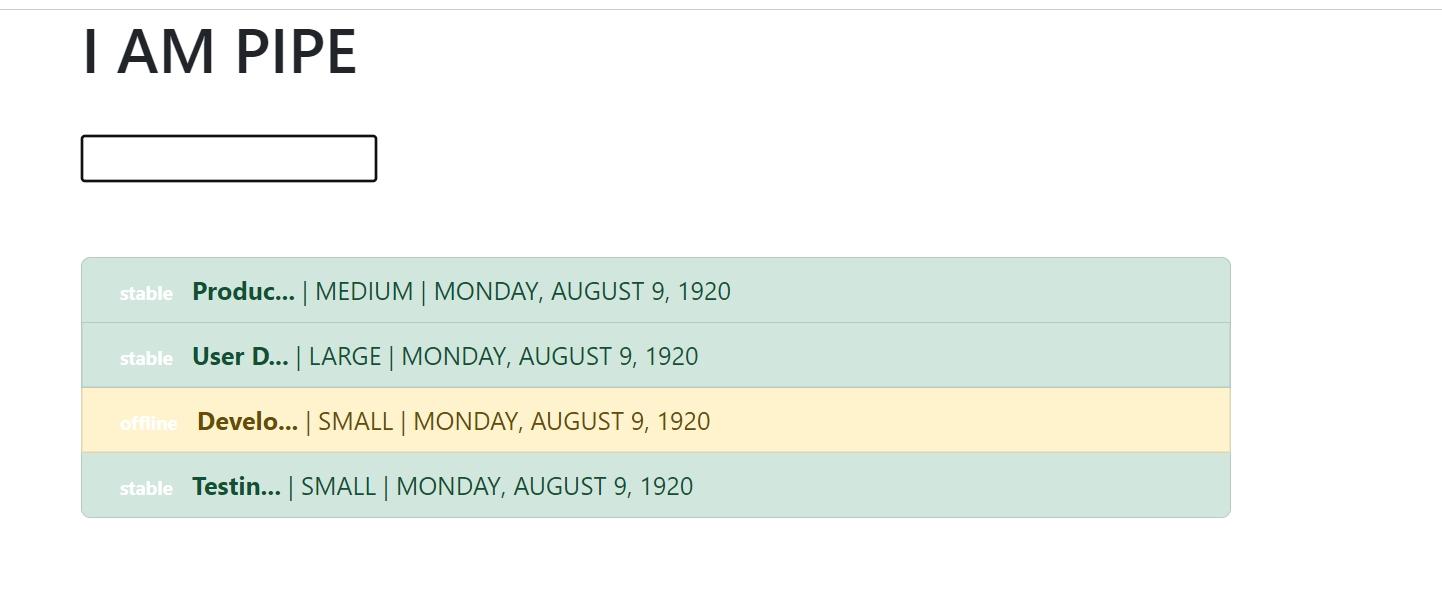 I AM PIPE
stable Produc... | MEDIUM | MONDAY, AUGUST 9, 1920
stable User D... | LARGE | MONDAY, AUGUST 9, 1920
offline Develo... | SMALL | MONDAY, AUGUST 9, 1920
stable Testin... | SMALL | MONDAY, AUGUST 9, 1920